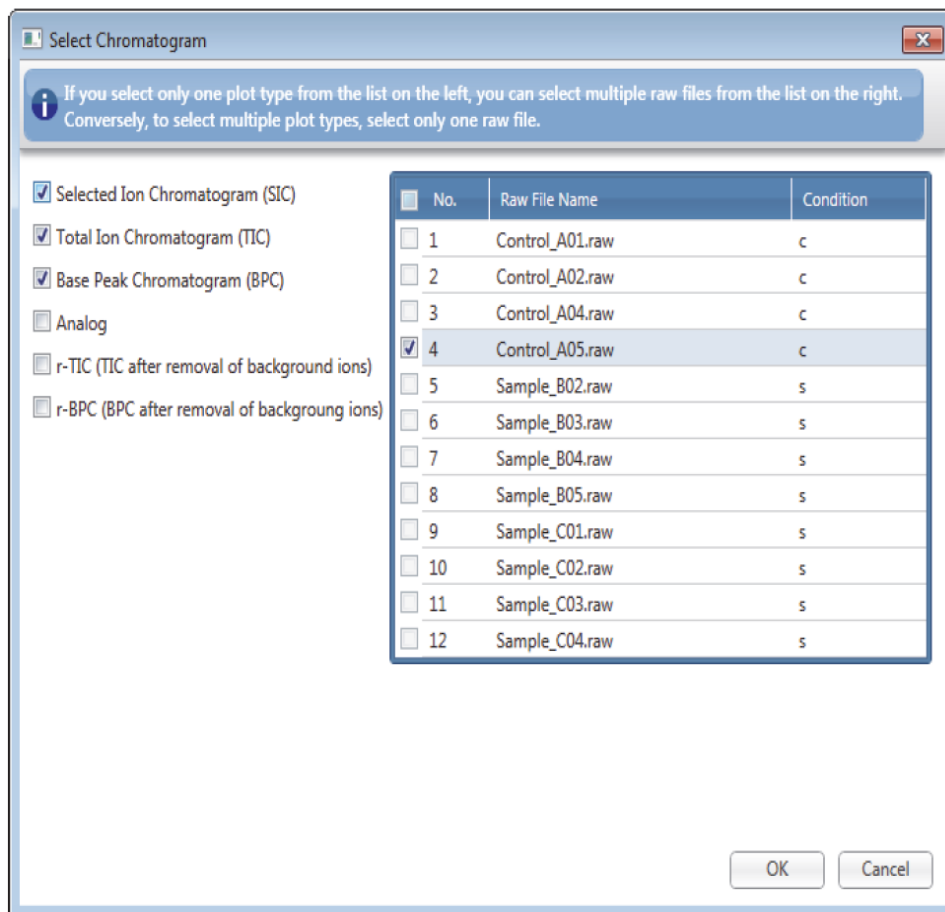 Select Chromatogram
If you select only one plot type from the list on the left, you can select multiple raw files from the list on the right.
Conversely, to select multiple plot types, select only one raw file.
Selected Ion Chromatogram (SIC)
Total Ion Chromatogram (TIC)
Base Peak Chromatogram (BPC)
Analog
r-TIC (TIC after removal of background ions)
r-BPC (BPC after removal of backgroung ions)
No. Raw File Name Condition
1 Control_A01.raw c
2 Control_A02.raw c
3 Control_A04.raw c
4 Control_A05.raw c
5 Sample_B02.raw s
6 Sample_B03.raw s
7 Sample_B04.raw s
8 Sample_B05.raw s
9 Sample_C01.raw s
10 Sample_C02.raw s
11 Sample_C03.raw s
12 Sample_C04.raw s
OK Cancel